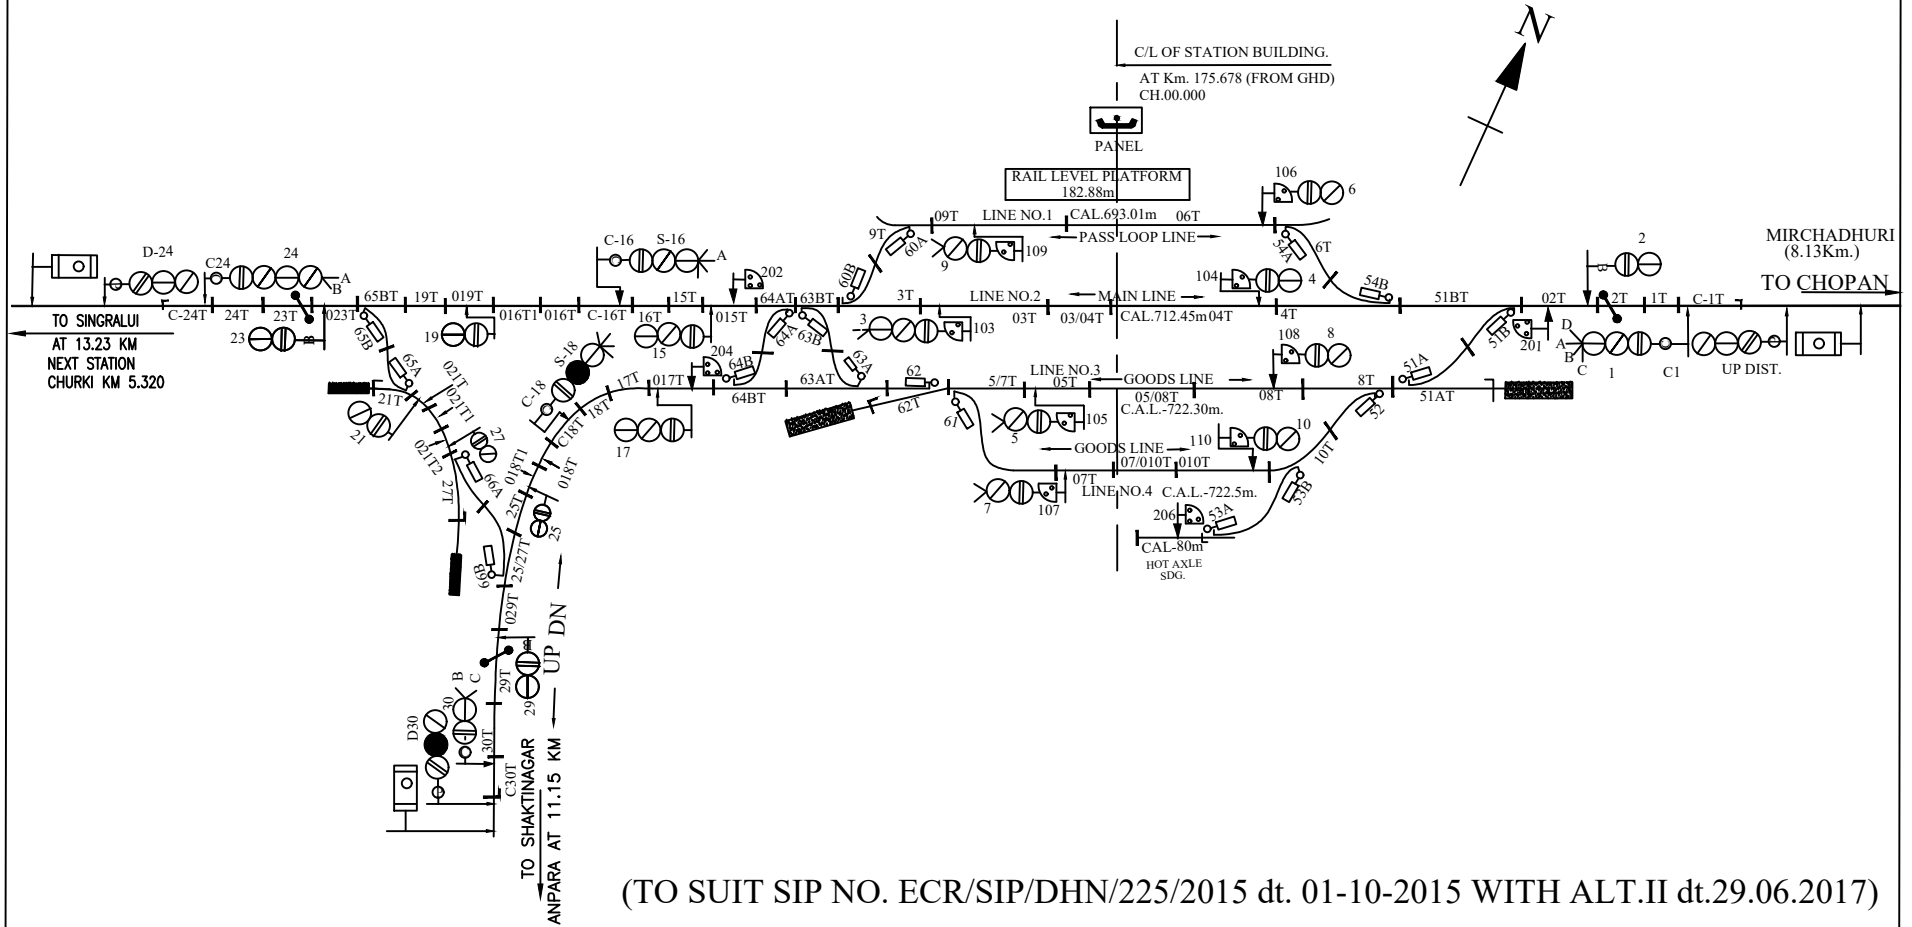 N
C/L OF STATION BUILDING.
AT Km. 175.678 (FROM GHD)
CH.00.000
PANEL
RAIL LEVEL PLATFORM
182.88m
106
6
09T LINE NO.1 CAL.693.01m 06T
PASS LOOP LINE
9T
60A
9
109
54A
6T
2
MIRCHADHURI
(8.13Km.)
TO CHOPAN
D-24
C24
24
A
B
C-16
S-16
A
202
60B
104
4
54B
B
65BT
19T
019T
64AT
63BT
3T
LINE NO.2
MAIN LINE
51BT
02T
2T
1T
C-1T
C-24T
24T
23T
023T
016T1
016T
C-16T
16T
15T
015T
03T
03/04T
CAL.712.45m
04T
4T
TO SINGRALUI
AT 13.23 KM
NEXT STATION
CHURKI KM 5.320
23
B
65B
19
15
64A
63B
3
103
108
8
51B
201
D
A
B
C
1
C1
UP DIST.
65A
S-18
204
64B
63A
62
51A
021T
021T1
C-18
17T
017T
64BT
63AT
5/7T
LINE NO.3
05T
GOODS LINE
05/08T
08T
8T
51AT
21T
21
18T
C18T
62T
61
C.A.L.-722.30m.
52
27
17
5
105
110
10
021T2
018T1
018T
GOODS LINE
07/010T
010T
10T
27T
66A
25T
07T
LINE NO.4
C.A.L.-722.5m.
7
107
53B
25
206
53A
CAL-80m
HOT AXLE
SDG.
66B
25/27T
029T
UP DN
B
29T
29
B
C
30
D30
30T
C30T
TO SHAKTINAGAR
ANPARA AT 11.15 KM
(TO SUIT SIP NO. ECR/SIP/DHN/225/2015 dt. 01-10-2015 WITH ALT.II dt.29.06.2017)